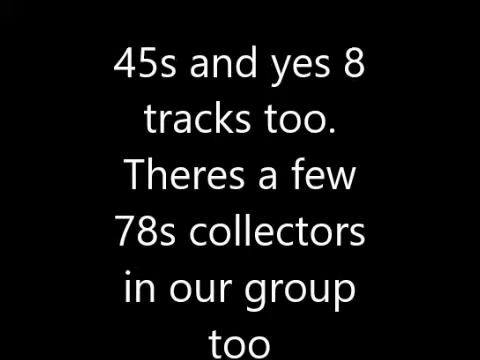 45s and yes 8
tracks too.
Theres a few
78s collectors
in our group
too